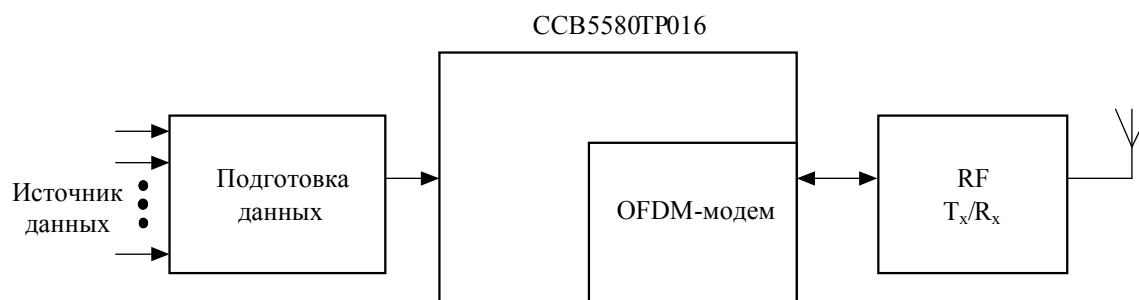 ССВ5580ТР016
Источник
данных
Подготовка
данных
OFDM-модем
RF
Tx/Rx